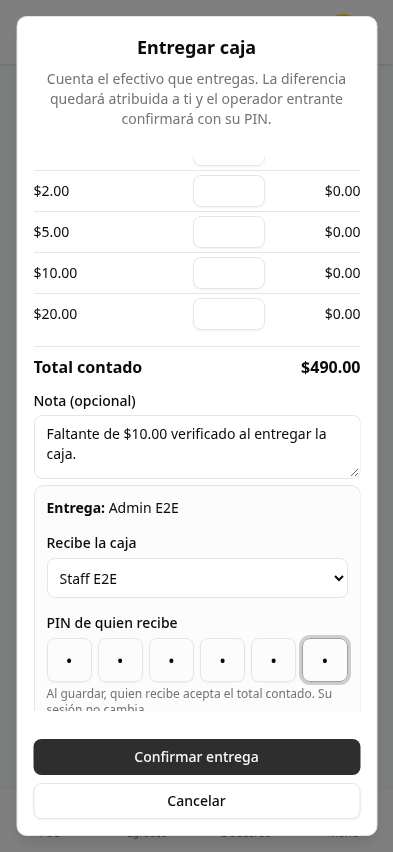 Entregar caja
Cuenta el efectivo que entregas. La diferencia
quedará atribuida a ti y el operador entrante
confirmará con su PIN.
$2.00 $0.00
$5.00 $0.00
$10.00 $0.00
$20.00 $0.00
Total contado $490.00
Nota (opcional)
Faltante de $10.00 verificado al entregar la
caja.
Entrega: Admin E2E
Recibe la caja
Staff E2E
PIN de quien recibe
• • • • • •
Al guardar, quien recibe acepta el total contado. Su
sesión no cambia
Confirmar entrega
Cancelar